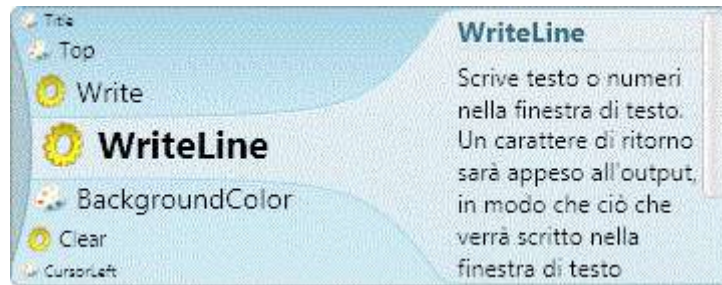 Title
Top
Write
WriteLine
BackgroundColor
Clear
CursorLeft
WriteLine
Scrive testo o numeri
nella finestra di testo.
Un carattere di ritorno
sarà appeso all'output,
in modo che ciò che
verrà scritto nella
finestra di testo